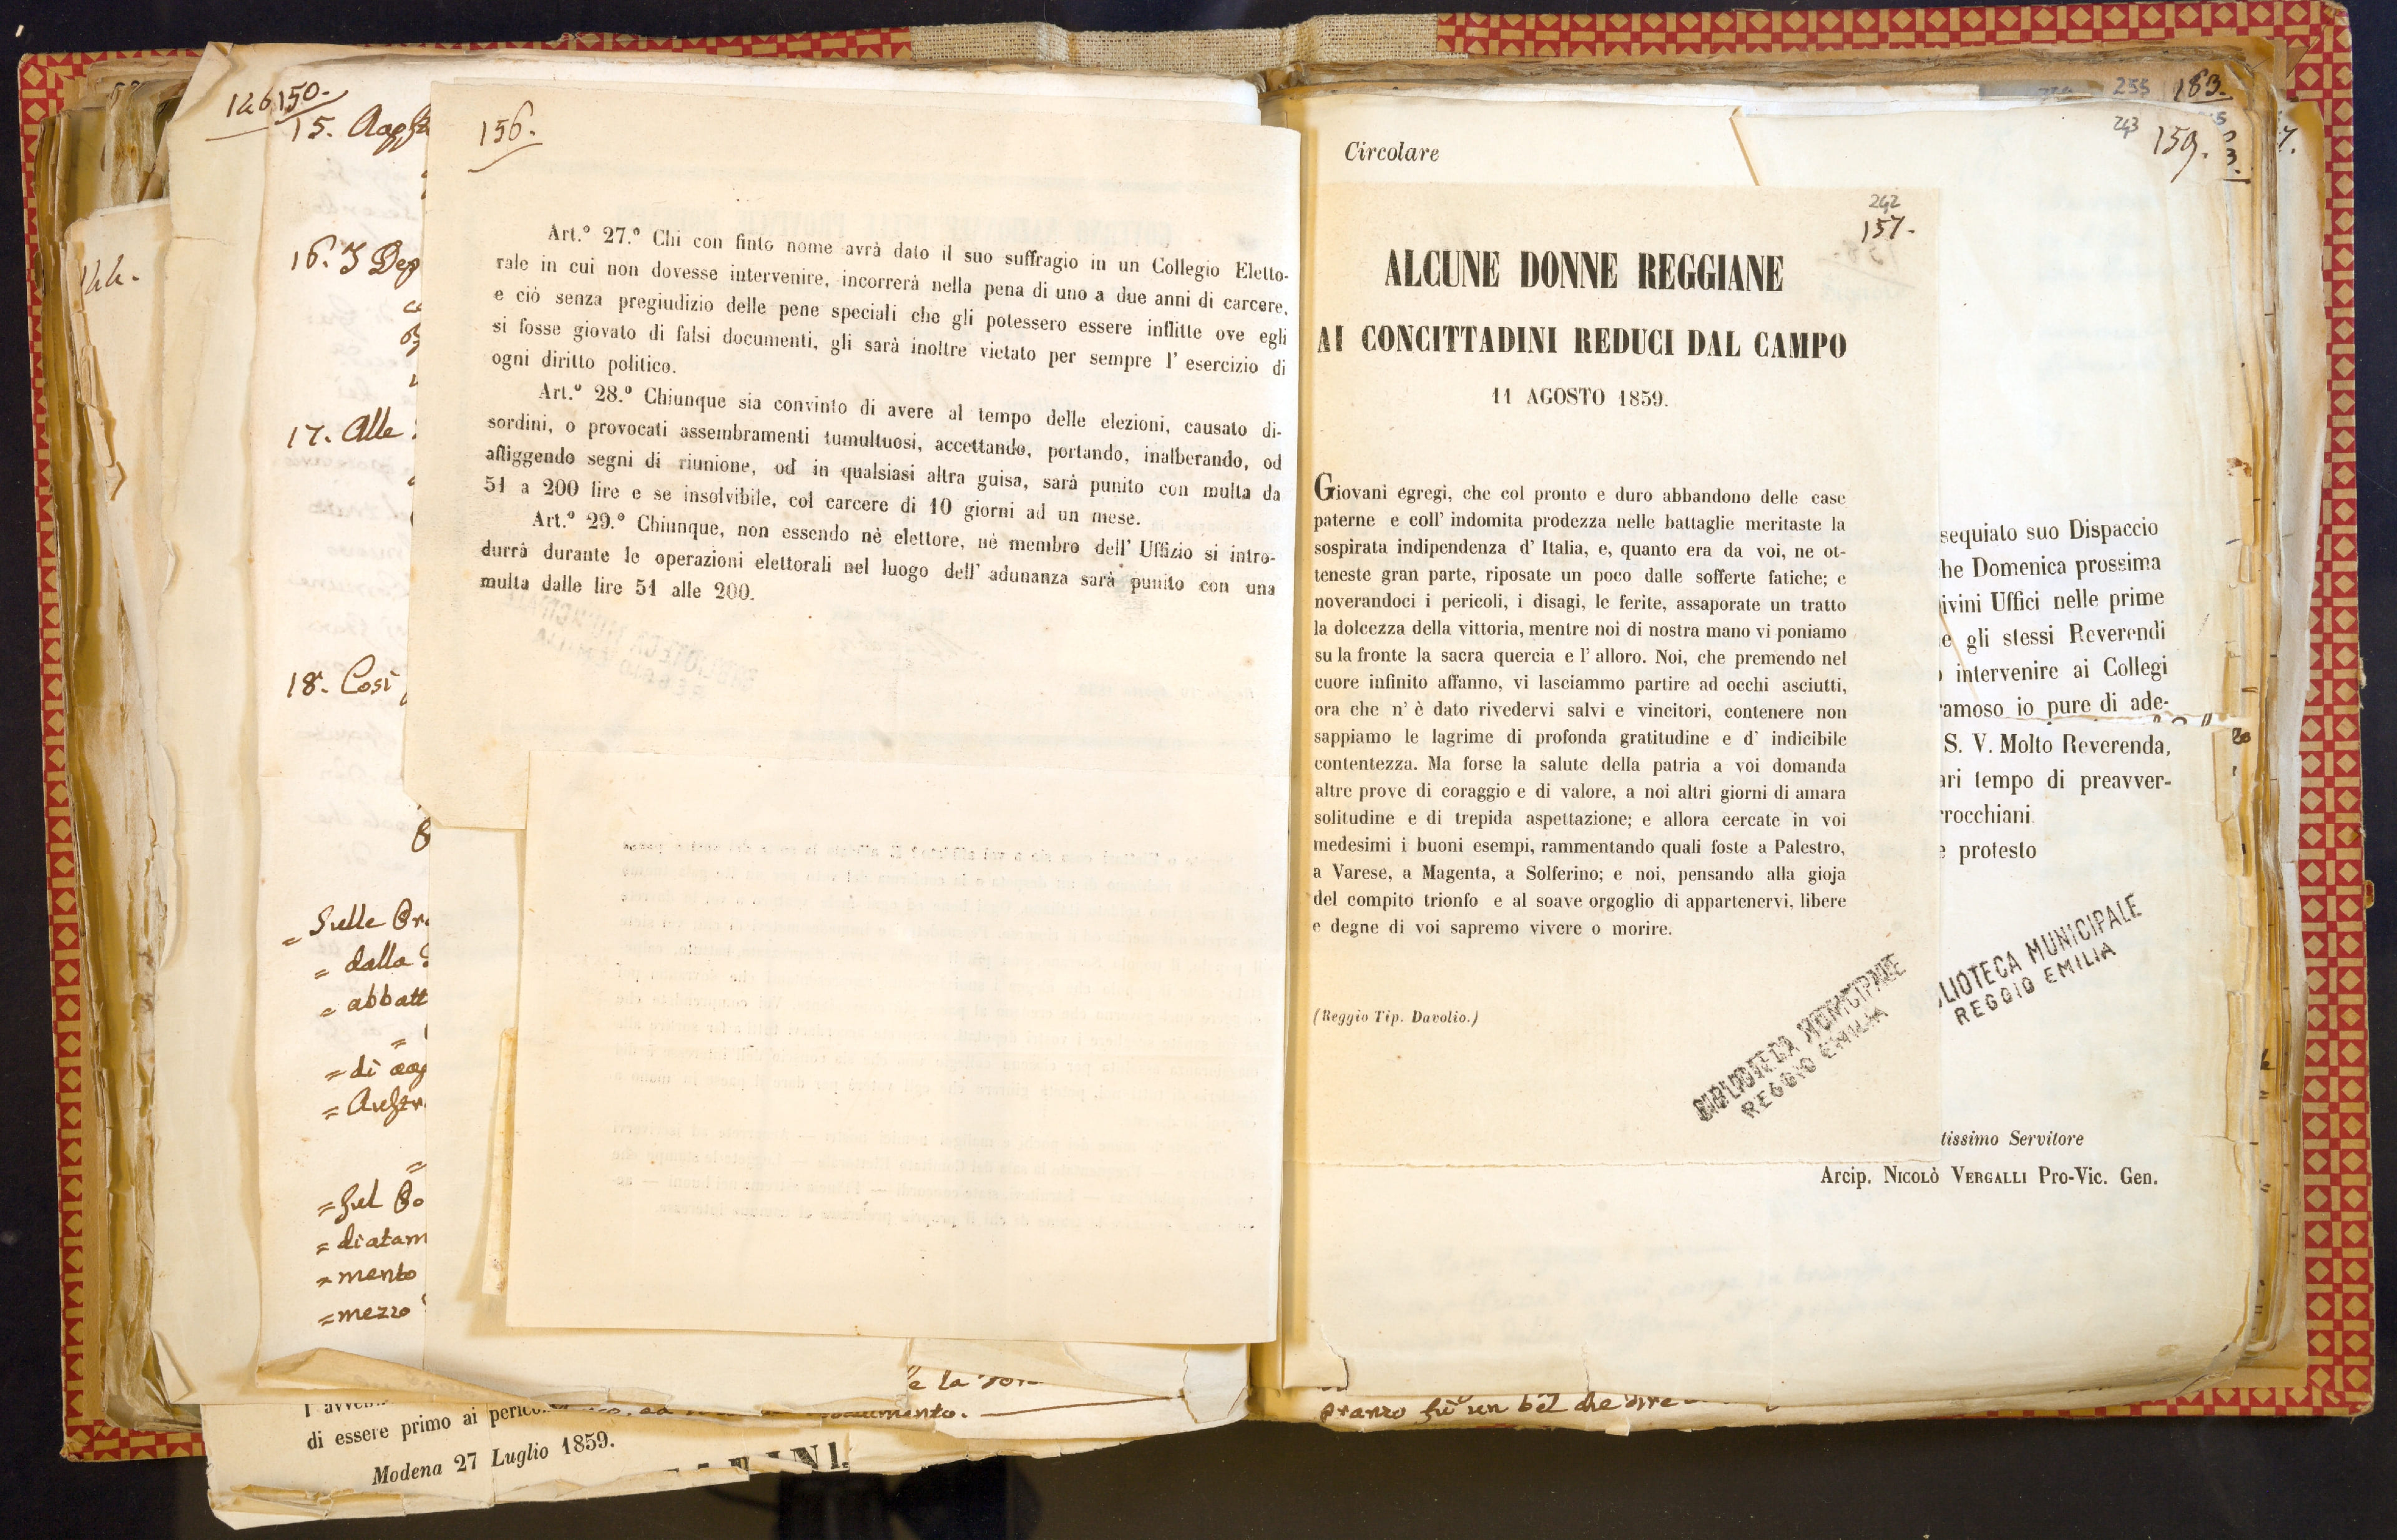 144.
146
150.
15.
16. I Dep
17. Alle
18. Così
= Sulle
= dalla
= abbatt
= di
= mento
= mezzo
156.
Art.º 27.º Chi con finto nome avrà dato il suo suffragio in un Collegio Eletto-
rale in cui non dovesse intervenire, incorrerà nella pena di uno a due anni di carcere,
e ciò senza pregiudizio delle pene speciali che gli potessero essere inflitte ove egli
si fosse giovato di falsi documenti, gli sarà inoltre vietato per sempre l' esercizio di
ogni diritto politico.
Art.º 28.º Chiunque sia convinto di avere al tempo delle elezioni, causato di-
sordini, o provocati assembramenti tumultuosi, accettando, portando, inalberando, od
affiggendo segni di riunione, od in qualsiasi altra guisa, sarà punito con multa da
51 a 200 lire e se insolvibile, col carcere di 10 giorni ad un mese.
Art.º 29.º Chiunque, non essendo nè elettore, nè membro dell' Uffizio si intro-
durrà durante le operazioni elettorali nel luogo dell' adunanza sarà punito con una
multa dalle lire 51 alle 200.
e la
di essere primo ai
Modena 27 Luglio 1859.
255 183.
243 159.
Circolare
242
157.
ALCUNE DONNE REGGIANE
AI CONCITTADINI REDUCI DAL CAMPO
11 AGOSTO 1859.
Giovani egregi, che col pronto e duro abbandono delle case
paterne e coll' indomita prodezza nelle battaglie meritaste la
sospirata indipendenza d' Italia, e, quanto era da voi, ne ot-
teneste gran parte, riposate un poco dalle sofferte fatiche; e
noverandoci i pericoli, i disagi, le ferite, assaporate un tratto
la dolcezza della vittoria, mentre noi di nostra mano vi poniamo
su la fronte la sacra quercia e l' alloro. Noi, che premendo nel
cuore infinito affanno, vi lasciammo partire ad occhi asciutti,
ora che n' è dato rivedervi salvi e vincitori, contenere non
sappiamo le lagrime di profonda gratitudine e d' indicibile
contentezza. Ma forse la salute della patria a voi domanda
altre prove di coraggio e di valore, a noi altri giorni di amara
solitudine e di trepida aspettazione; e allora cercate in voi
medesimi i buoni esempi, rammentando quali foste a Palestro,
a Varese, a Magenta, a Solferino; e noi, pensando alla gioja
del compito trionfo e al soave orgoglio di appartenervi, libere
e degne di voi sapremo vivere o morire.
(Reggio Tip. Davolio.)
BIBLIOTECA MUNICIPALE
REGGIO EMILIA
sequiato suo Dispaccio
he Domenica prossima
ivini Uffici nelle prime
e gli stessi Reverendi
intervenire ai Collegi
ramoso io pure di ade-
S. V. Molto Reverenda,
ari tempo di preavver-
rrocchiani
e protesto
LIOTECA MUNICIPALE
REGGIO EMILIA
tissimo Servitore
Arcip. Nicolò Vergalli Pro-Vic. Gen.
pranzo fù un bel che dire